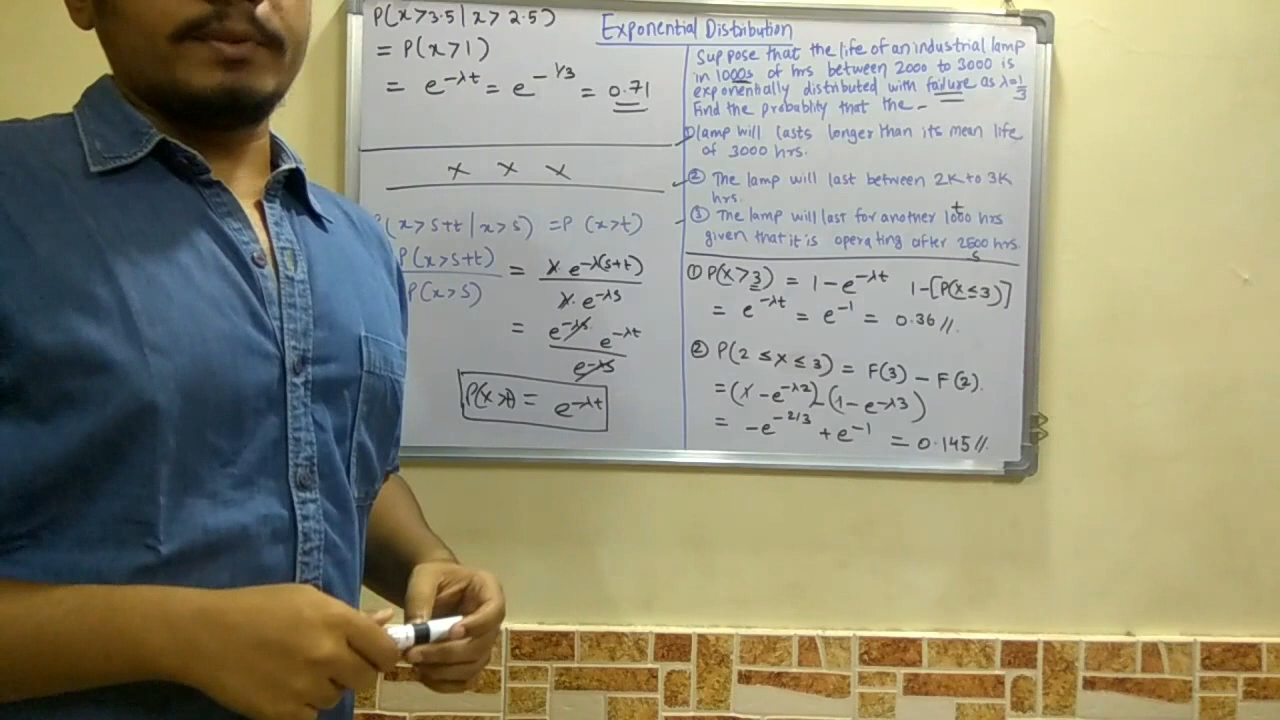 P(x>3.5 | x>2.5)
= P(x>1)
= e^-λt = e^-1/3 = 0.71
x x x
(x>s+t | x>s) = P (x>t)
P(x>s+t) / P(x>s) = x e^-λ(s+t) / x. e^-λs
= e^-λs. e^-λt / e^-λs
P(x>t) = e^-λt
Exponential Distribution
Suppose that the life of an industrial lamp
in 1000s of hrs between 2000 to 3000 is
exponentially distributed with failure as λ=1/3
Find the probablity that the -
① lamp will lasts longer than its mean life
of 3000 hrs.
② The lamp will last between 2K to 3K
hrs.
③ The lamp will last for another 1000 hrs
t
given that it is operating after 2500 hrs.
s
① P(x>3) = 1-e^-λt 1-[P(x≤3)]
= e^-λt = e^-1 = 0.36//.
② P(2 ≤ x ≤ 3) = F(3) - F(2).
= (1 - e^-λ2) - (1 - e^-λ3)
= -e^-2/3 + e^-1 = 0.145//.